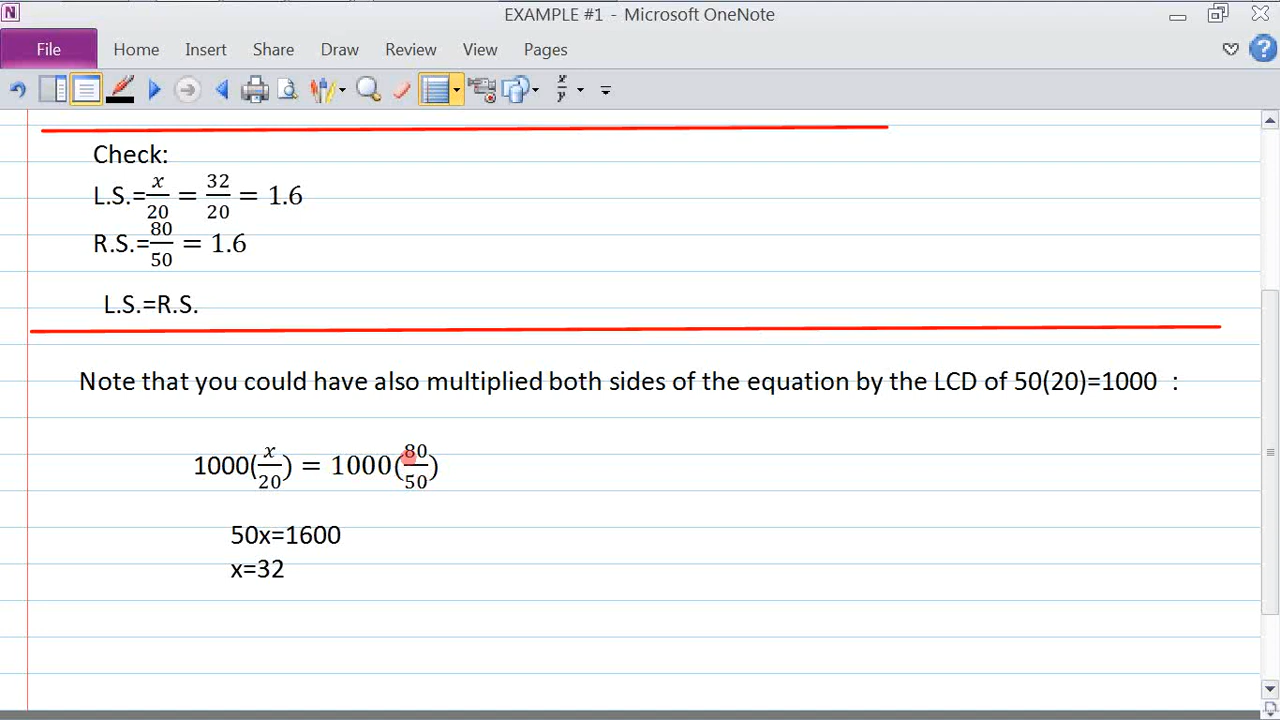 EXAMPLE #1 - Microsoft OneNote
File Home Insert Share Draw Review View Pages
Check:
L.S.=x/20 = 32/20 = 1.6
R.S.=80/50 = 1.6
L.S.=R.S.
Note that you could have also multiplied both sides of the equation by the LCD of 50(20)=1000 :
1000(x/20) = 1000(80/50)
50x=1600
x=32